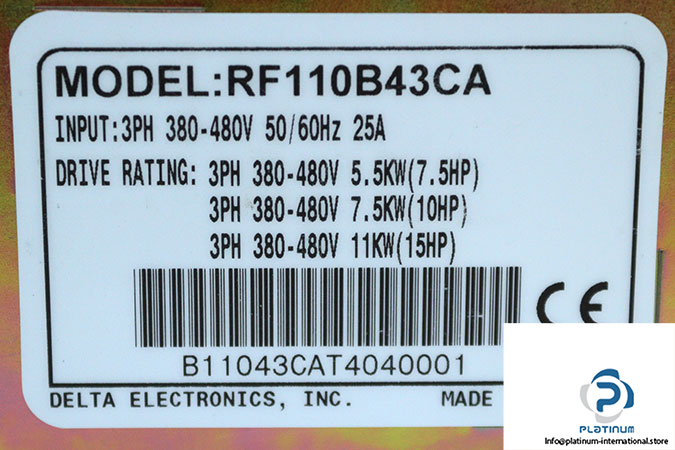 MODEL:RF110B43CA
INPUT:3PH 380-480V 50/60Hz 25A
DRIVE RATING: 3PH 380-480V 5.5KW(7.5HP)
3PH 380-480V 7.5KW(10HP)
3PH 380-480V 11KW(15HP)
CE
B11043CAT4040001
DELTA ELECTRONICS, INC. MADE
PLATINUM
Info@platinum-international.store